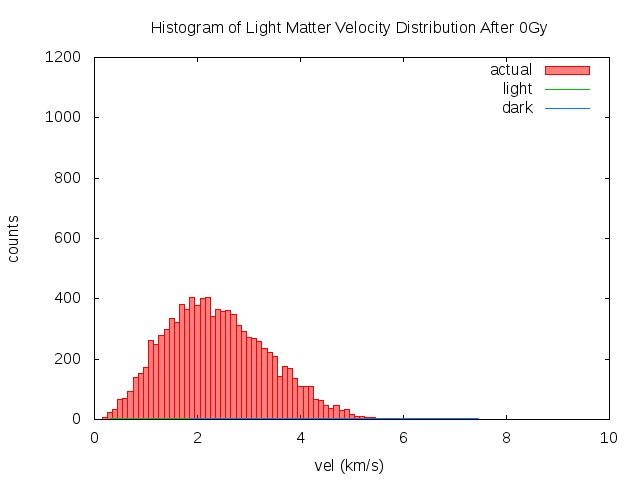 Histogram of Light Matter Velocity Distribution After 0Gy
1200
1000
800
600
400
200
0
counts
actual
light
dark
0 2 4 6 8 10
vel (km/s)